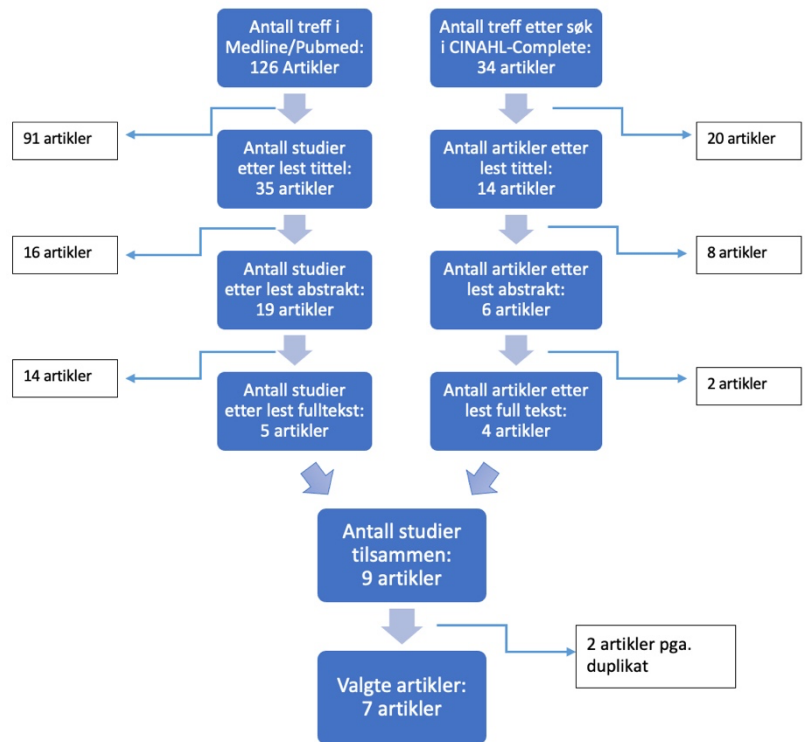 Antall treff i
Medline/Pubmed:
126 Artikler
Antall treff etter søk
i CINAHL-Complete:
34 artikler
91 artikler
20 artikler
Antall studier
etter lest tittel:
35 artikler
Antall artikler etter
lest tittel:
14 artikler
16 artikler
8 artikler
Antall studier
etter lest abstrakt:
19 artikler
Antall artikler etter
lest abstrakt:
6 artikler
14 artikler
2 artikler
Antall studier
etter lest fulltekst:
5 artikler
Antall artikler etter
lest full tekst:
4 artikler
Antall studier
tilsammen:
9 artikler
2 artikler pga.
duplikat
Valgte artikler:
7 artikler